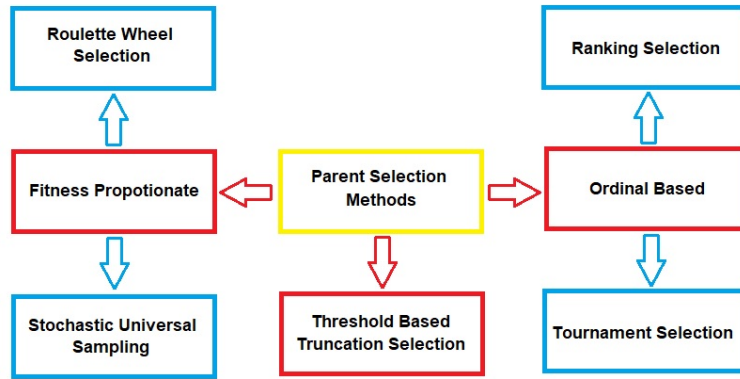 Roulette Wheel
Selection
Ranking Selection
Fitness Propotionate
Parent Selection
Methods
Ordinal Based
Stochastic Universal
Sampling
Threshold Based
Truncation Selection
Tournament Selection